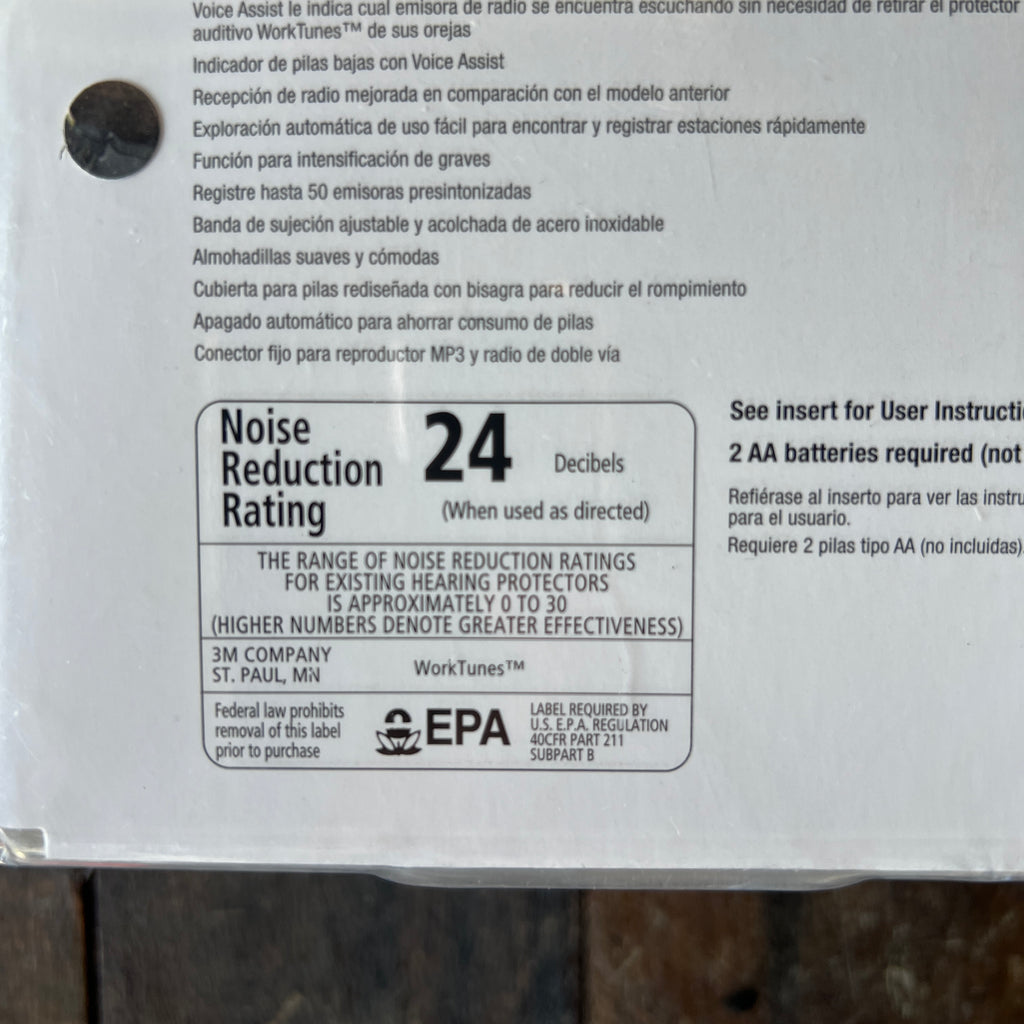 Voice Assist le indica cual emisora de radio se encuentra escuchando sin necesidad de retirar el protector
auditivo WorkTunes™ de sus orejas
Indicador de pilas bajas con Voice Assist
Recepción de radio mejorada en comparación con el modelo anterior
Exploración automática de uso fácil para encontrar y registrar estaciones rápidamente
Función para intensificación de graves
Registre hasta 50 emisoras presintonizadas
Banda de sujeción ajustable y acolchada de acero inoxidable
Almohadillas suaves y cómodas
Cubierta para pilas rediseñada con bisagra para reducir el rompimiento
Apagado automático para ahorrar consumo de pilas
Conector fijo para reproductor MP3 y radio de doble vía
Noise
Reduction
Rating
24 Decibels
(When used as directed)
THE RANGE OF NOISE REDUCTION RATINGS
FOR EXISTING HEARING PROTECTORS
IS APPROXIMATELY 0 TO 30
(HIGHER NUMBERS DENOTE GREATER EFFECTIVENESS)
3M COMPANY
ST. PAUL, MN
WorkTunes™
Federal law prohibits
removal of this label
prior to purchase
EPA
LABEL REQUIRED BY
U.S. E.P.A. REGULATION
40CFR PART 211
SUBPART B
See insert for User Instructi
2 AA batteries required (not
Refiérase al inserto para ver las instru
para el usuario.
Requiere 2 pilas tipo AA (no incluidas).